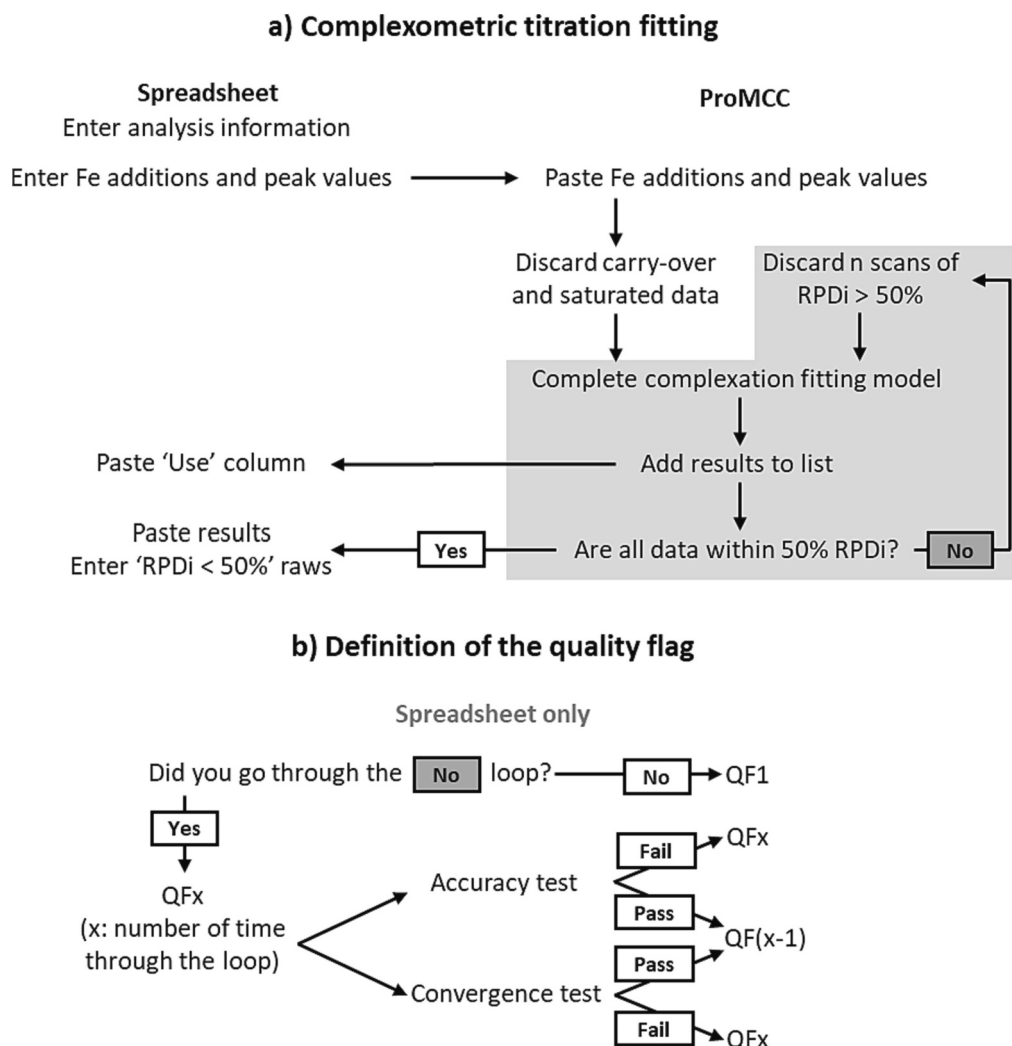 a) Complexometric titration fitting
Spreadsheet
Enter analysis information
ProMCC
Enter Fe additions and peak values
Paste Fe additions and peak values
Discard carry-over
and saturated data
Discard n scans of
RPDi > 50%
Complete complexation fitting model
Paste ‘Use’ column
Add results to list
Paste results
Enter ‘RPDi < 50%’ raws
Yes
Are all data within 50% RPDi?
No
b) Definition of the quality flag
Spreadsheet only
Did you go through the No loop?
No
QF1
Yes
QFx
(x: number of time
through the loop)
Accuracy test
Fail
QFx
Pass
QF(x-1)
Pass
Convergence test
Fail
QFx